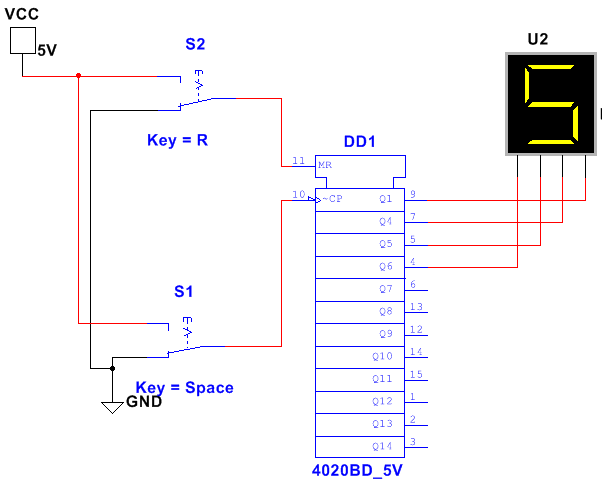 VCC
5V
S2
Key = R
U2
5
DD1
11 MR
10 ~CP Q1 9
Q4 7
Q5 5
Q6 4
Q7 6
Q8 13
Q9 12
Q10 14
Q11 15
Q12 1
Q13 2
Q14 3
S1
Key = Space
GND
4020BD_5V